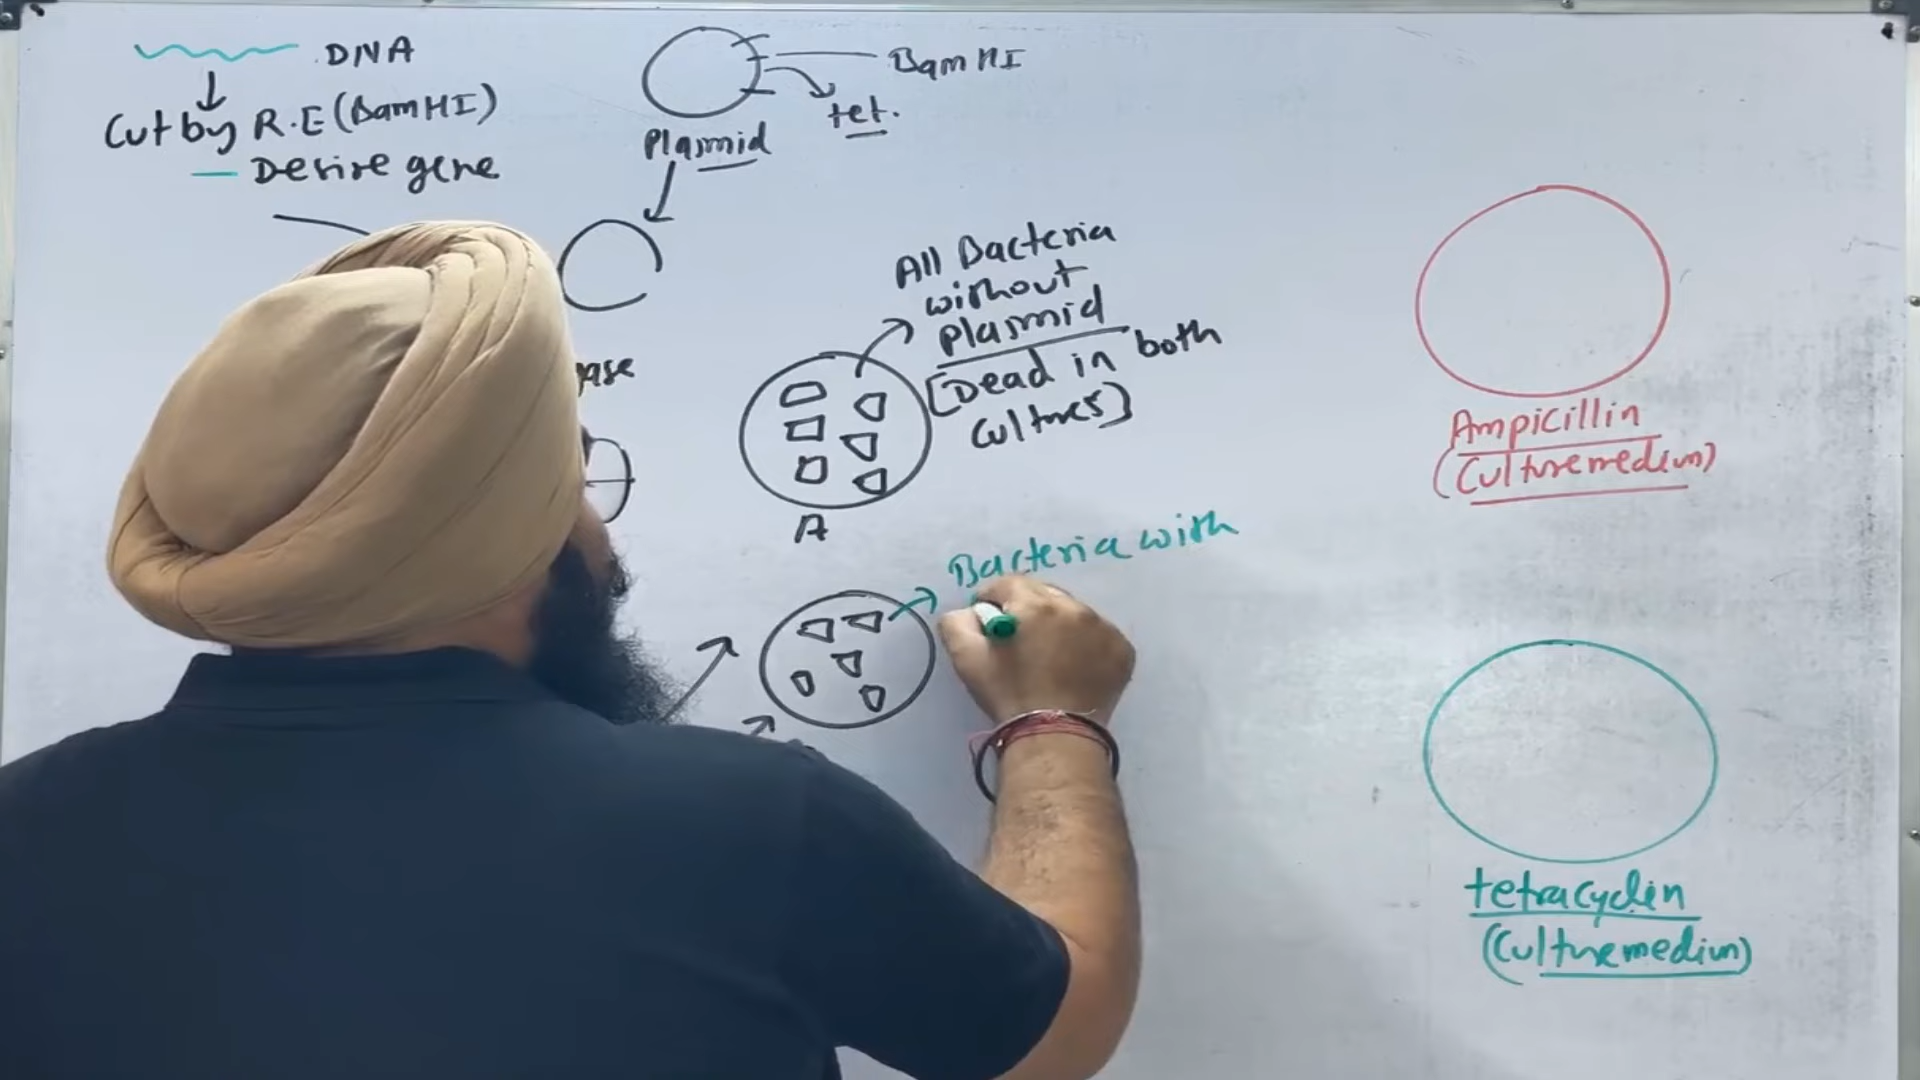 DNA
Cut by R.E (BamHI)
Desire gene
BamHI
tet.
Plasmid
All Bacteria
without
plasmid
[Dead in both
Cultures]
A
Bacteria with
Ampicillin
(Culture medium)
tetracyclin
(Culture medium)